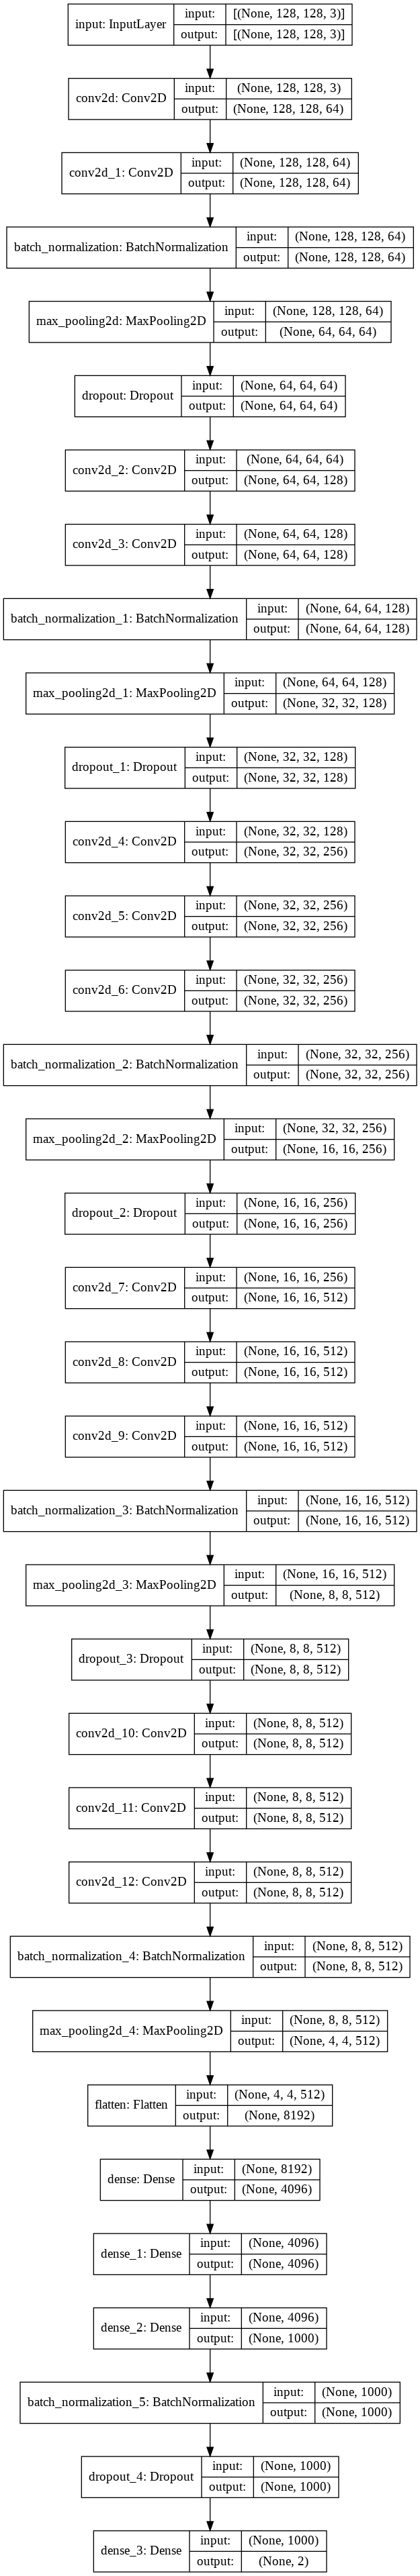 input: InputLayer input: [(None, 128, 128, 3)]
output: [(None, 128, 128, 3)]
conv2d: Conv2D input: (None, 128, 128, 3)
output: (None, 128, 128, 64)
conv2d_1: Conv2D input: (None, 128, 128, 64)
output: (None, 128, 128, 64)
batch_normalization: BatchNormalization input: (None, 128, 128, 64)
output: (None, 128, 128, 64)
max_pooling2d: MaxPooling2D input: (None, 128, 128, 64)
output: (None, 64, 64, 64)
dropout: Dropout input: (None, 64, 64, 64)
output: (None, 64, 64, 64)
conv2d_2: Conv2D input: (None, 64, 64, 64)
output: (None, 64, 64, 128)
conv2d_3: Conv2D input: (None, 64, 64, 128)
output: (None, 64, 64, 128)
batch_normalization_1: BatchNormalization input: (None, 64, 64, 128)
output: (None, 64, 64, 128)
max_pooling2d_1: MaxPooling2D input: (None, 64, 64, 128)
output: (None, 32, 32, 128)
dropout_1: Dropout input: (None, 32, 32, 128)
output: (None, 32, 32, 128)
conv2d_4: Conv2D input: (None, 32, 32, 128)
output: (None, 32, 32, 256)
conv2d_5: Conv2D input: (None, 32, 32, 256)
output: (None, 32, 32, 256)
conv2d_6: Conv2D input: (None, 32, 32, 256)
output: (None, 32, 32, 256)
batch_normalization_2: BatchNormalization input: (None, 32, 32, 256)
output: (None, 32, 32, 256)
max_pooling2d_2: MaxPooling2D input: (None, 32, 32, 256)
output: (None, 16, 16, 256)
dropout_2: Dropout input: (None, 16, 16, 256)
output: (None, 16, 16, 256)
conv2d_7: Conv2D input: (None, 16, 16, 256)
output: (None, 16, 16, 512)
conv2d_8: Conv2D input: (None, 16, 16, 512)
output: (None, 16, 16, 512)
conv2d_9: Conv2D input: (None, 16, 16, 512)
output: (None, 16, 16, 512)
batch_normalization_3: BatchNormalization input: (None, 16, 16, 512)
output: (None, 16, 16, 512)
max_pooling2d_3: MaxPooling2D input: (None, 16, 16, 512)
output: (None, 8, 8, 512)
dropout_3: Dropout input: (None, 8, 8, 512)
output: (None, 8, 8, 512)
conv2d_10: Conv2D input: (None, 8, 8, 512)
output: (None, 8, 8, 512)
conv2d_11: Conv2D input: (None, 8, 8, 512)
output: (None, 8, 8, 512)
conv2d_12: Conv2D input: (None, 8, 8, 512)
output: (None, 8, 8, 512)
batch_normalization_4: BatchNormalization input: (None, 8, 8, 512)
output: (None, 8, 8, 512)
max_pooling2d_4: MaxPooling2D input: (None, 8, 8, 512)
output: (None, 4, 4, 512)
flatten: Flatten input: (None, 4, 4, 512)
output: (None, 8192)
dense: Dense input: (None, 8192)
output: (None, 4096)
dense_1: Dense input: (None, 4096)
output: (None, 4096)
dense_2: Dense input: (None, 4096)
output: (None, 1000)
batch_normalization_5: BatchNormalization input: (None, 1000)
output: (None, 1000)
dropout_4: Dropout input: (None, 1000)
output: (None, 1000)
dense_3: Dense input: (None, 1000)
output: (None, 2)